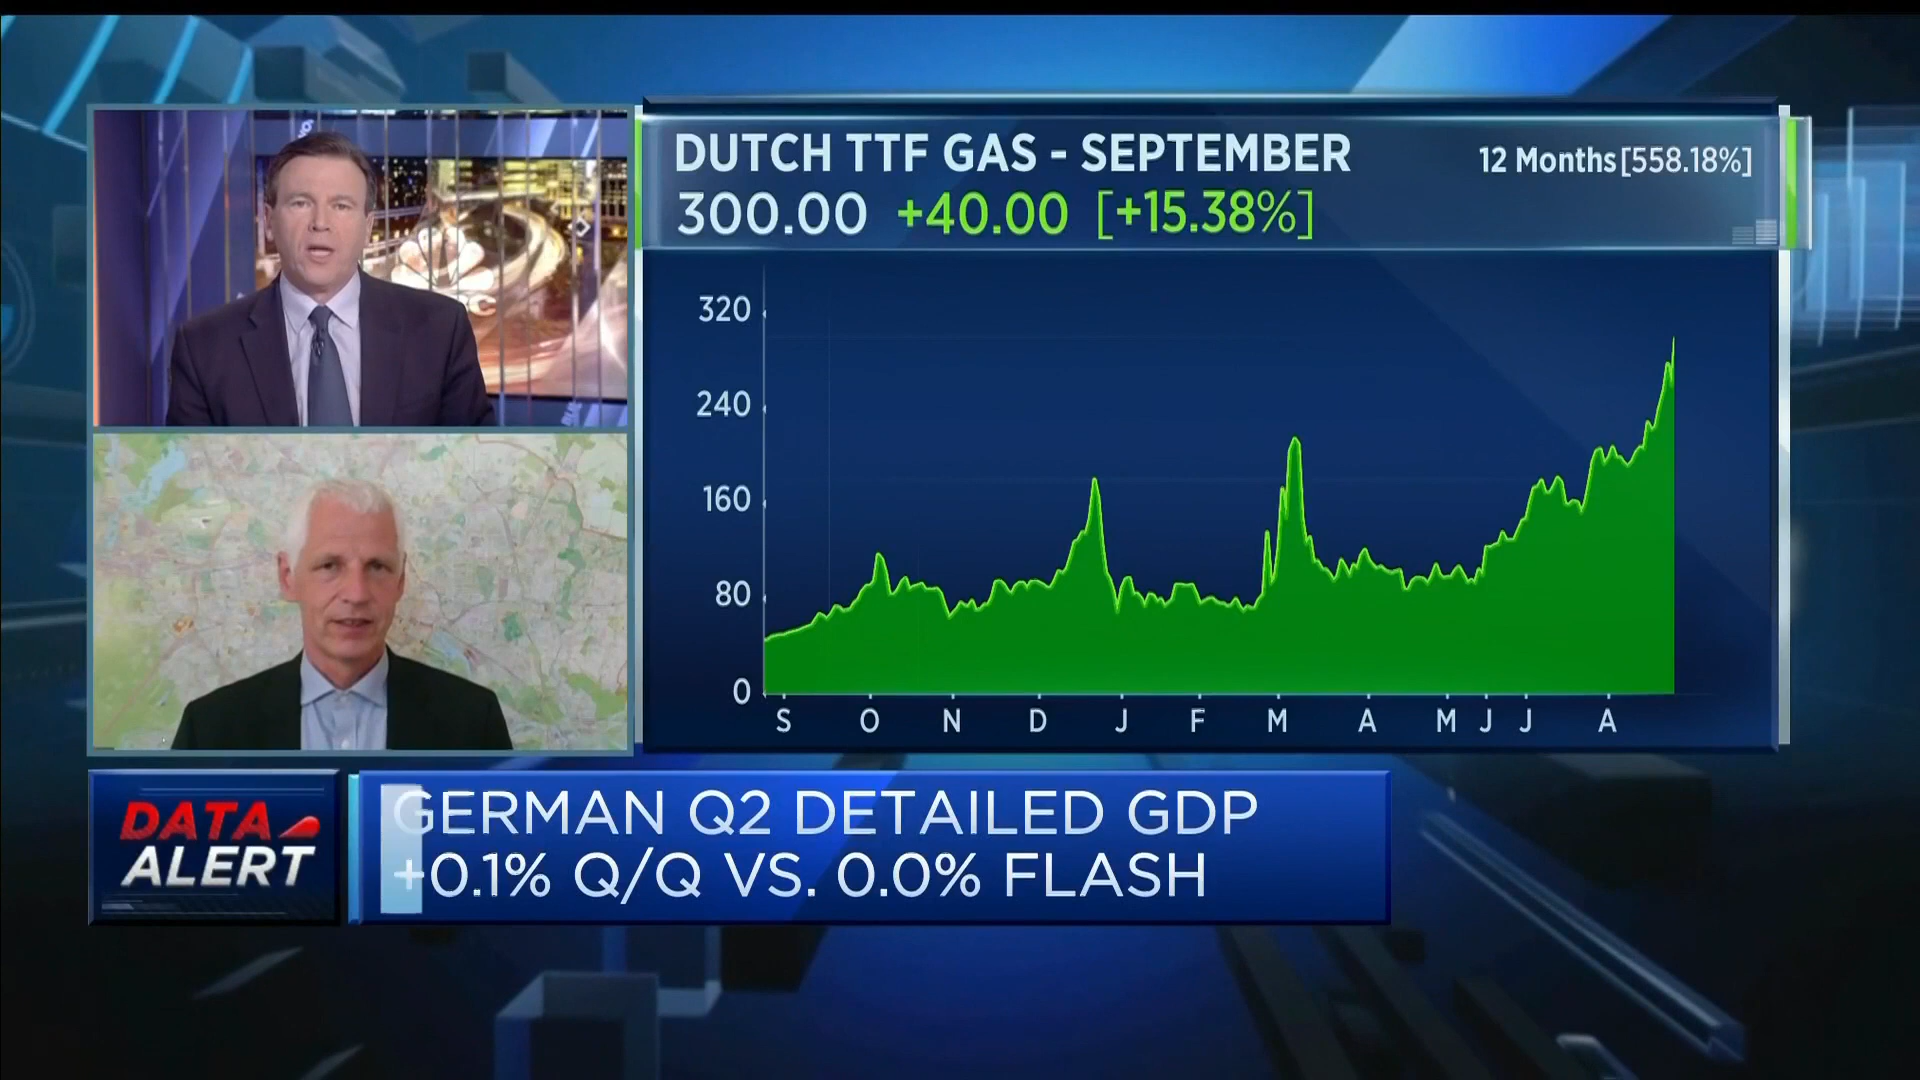 DUTCH TTF GAS - SEPTEMBER
12 Months [558.18%]
300.00 +40.00 [+15.38%]
320
240
160
80
0
S O N D J F M A M J J A
DATA
ALERT
GERMAN Q2 DETAILED GDP
+0.1% Q/Q VS. 0.0% FLASH